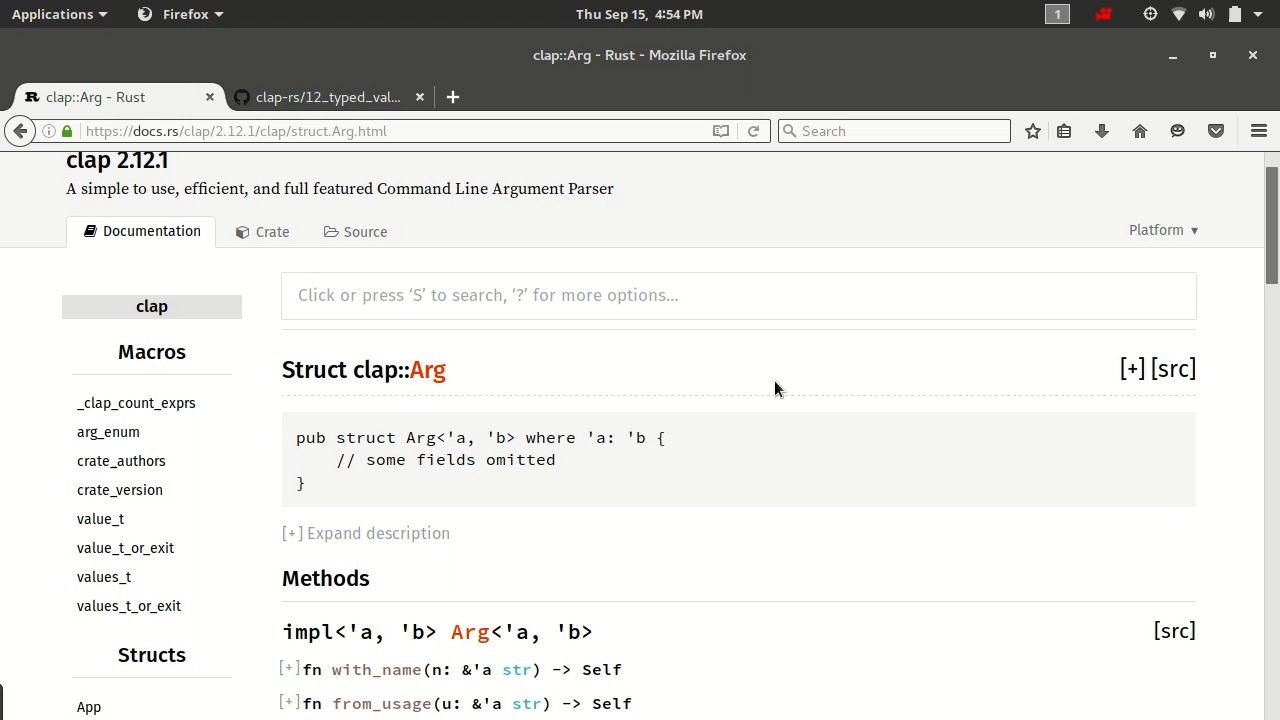 Applications Firefox Thu Sep 15, 4:54 PM 1
clap::Arg - Rust - Mozilla Firefox
clap::Arg - Rust clap-rs/12_typed_val...
https://docs.rs/clap/2.12.1/clap/struct.Arg.html Search
clap 2.12.1
A simple to use, efficient, and full featured Command Line Argument Parser
Documentation Crate Source Platform
Click or press ‘S’ to search, ‘?’ for more options...
clap
Macros
_clap_count_exprs
arg_enum
crate_authors
crate_version
value_t
value_t_or_exit
values_t
values_t_or_exit
Structs
App
Struct clap::Arg [+] [src]
pub struct Arg<'a, 'b> where 'a: 'b {
// some fields omitted
}
[+] Expand description
Methods
impl<'a, 'b> Arg<'a, 'b> [src]
[+] fn with_name(n: &'a str) -> Self
[+] fn from_usage(u: &'a str) -> Self